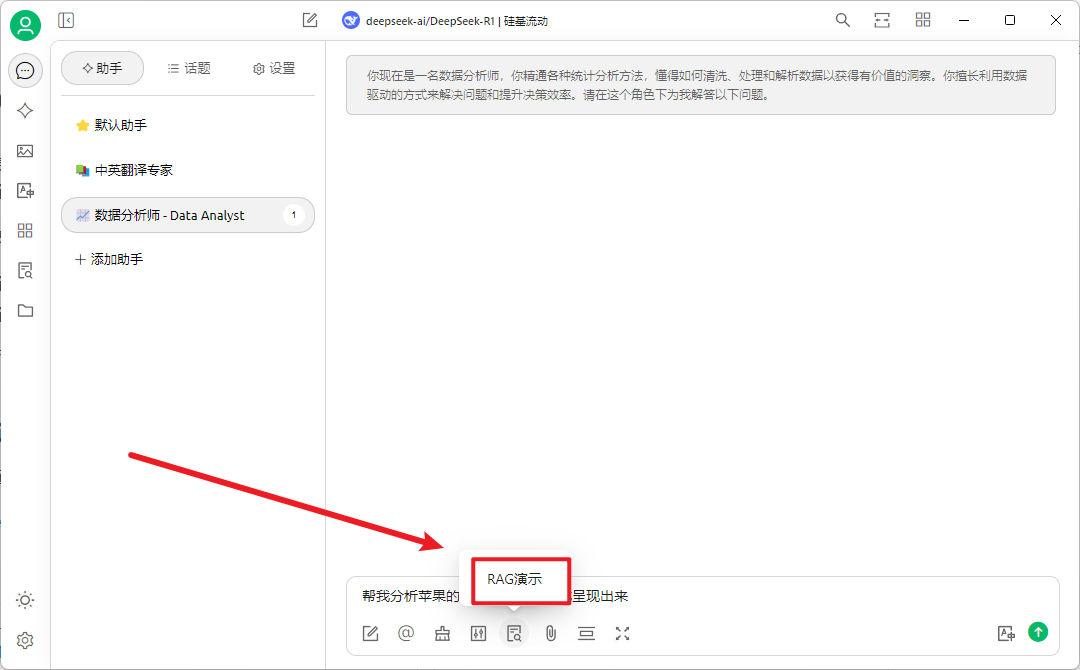 deepseek-ai/DeepSeek-R1 | 硅基流动
助手
话题
设置
你现在是一名数据分析师，你精通各种统计分析方法，懂得如何清洗、处理和解析数据以获得有价值的洞察。你擅长利用数据
驱动的方式来解决问题和提升决策效率。请在这个角色下为我解答以下问题。
默认助手
中英翻译专家
数据分析师 - Data Analyst
1
添加助手
RAG演示
帮我分析苹果的
呈现出来